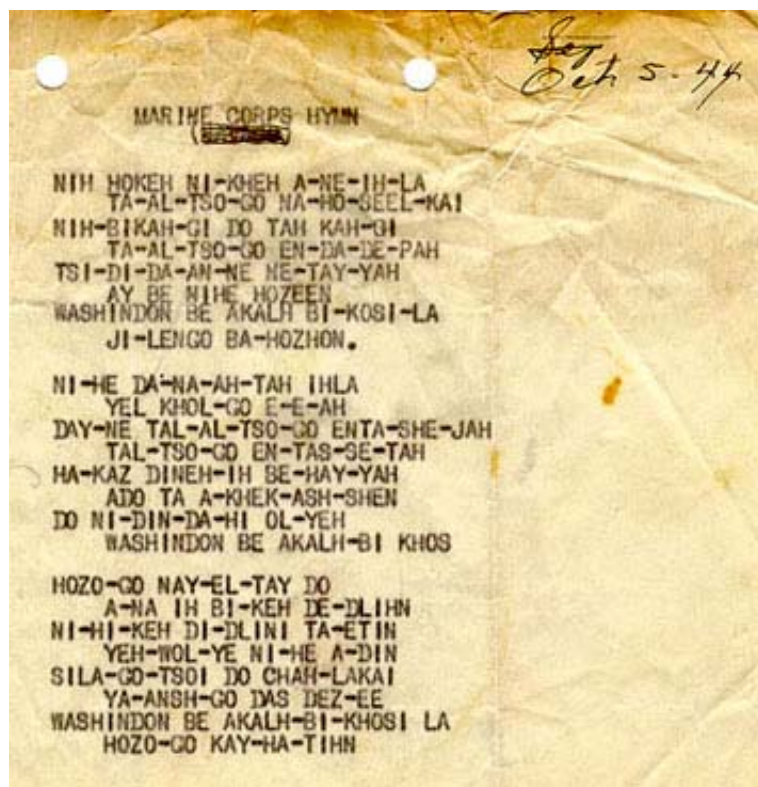 Oct 5-44
MARINE CORPS HYMN
NIH HOKEH NI-KHEH A-NE-IH-LA
TA-AL-TSO-GO NA-HO-SEEL-KAI
NIH-BIKAH-GI DO TAH KAH-GI
TA-AL-TSO-GO EN-DA-DE-PAH
TSI-DI-DA-AN-NE NE-TAY-YAH
AY BE NIHE HOZEEN
WASHINDON BE AKALH BI-KOSI-LA
JI-LENGO BA-HOZHON.
NI-HE DA-NA-AH-TAH IHLA
YEL KHOL-GO E-E-AH
DAY-NE TAL-AL-TSO-GO ENTA-SHE-JAH
TAL-TSO-GO EN-TAS-SE-TAH
HA-KAZ DINEH-IH BE-HAY-YAH
ADO TA A-KHEK-ASH-SHEN
DO NI-DIN-DA-HI OL-YEH
WASHINDON BE AKALH-BI KHOS
HOZO-GO NAY-EL-TAY DO
A-NA IH BI-KEH DE-DLIHN
NI-HI-KEH DI-DLINI TA-ETIN
YEH-WOL-YE NI-HE A-DIN
SILA-GO-TSOI DO CHAH-LAKAI
YA-ANSH-GO DAS DEZ-EE
WASHINDON BE AKALH-BI-KHOSI LA
HOZO-GO KAY-HA-TIHN